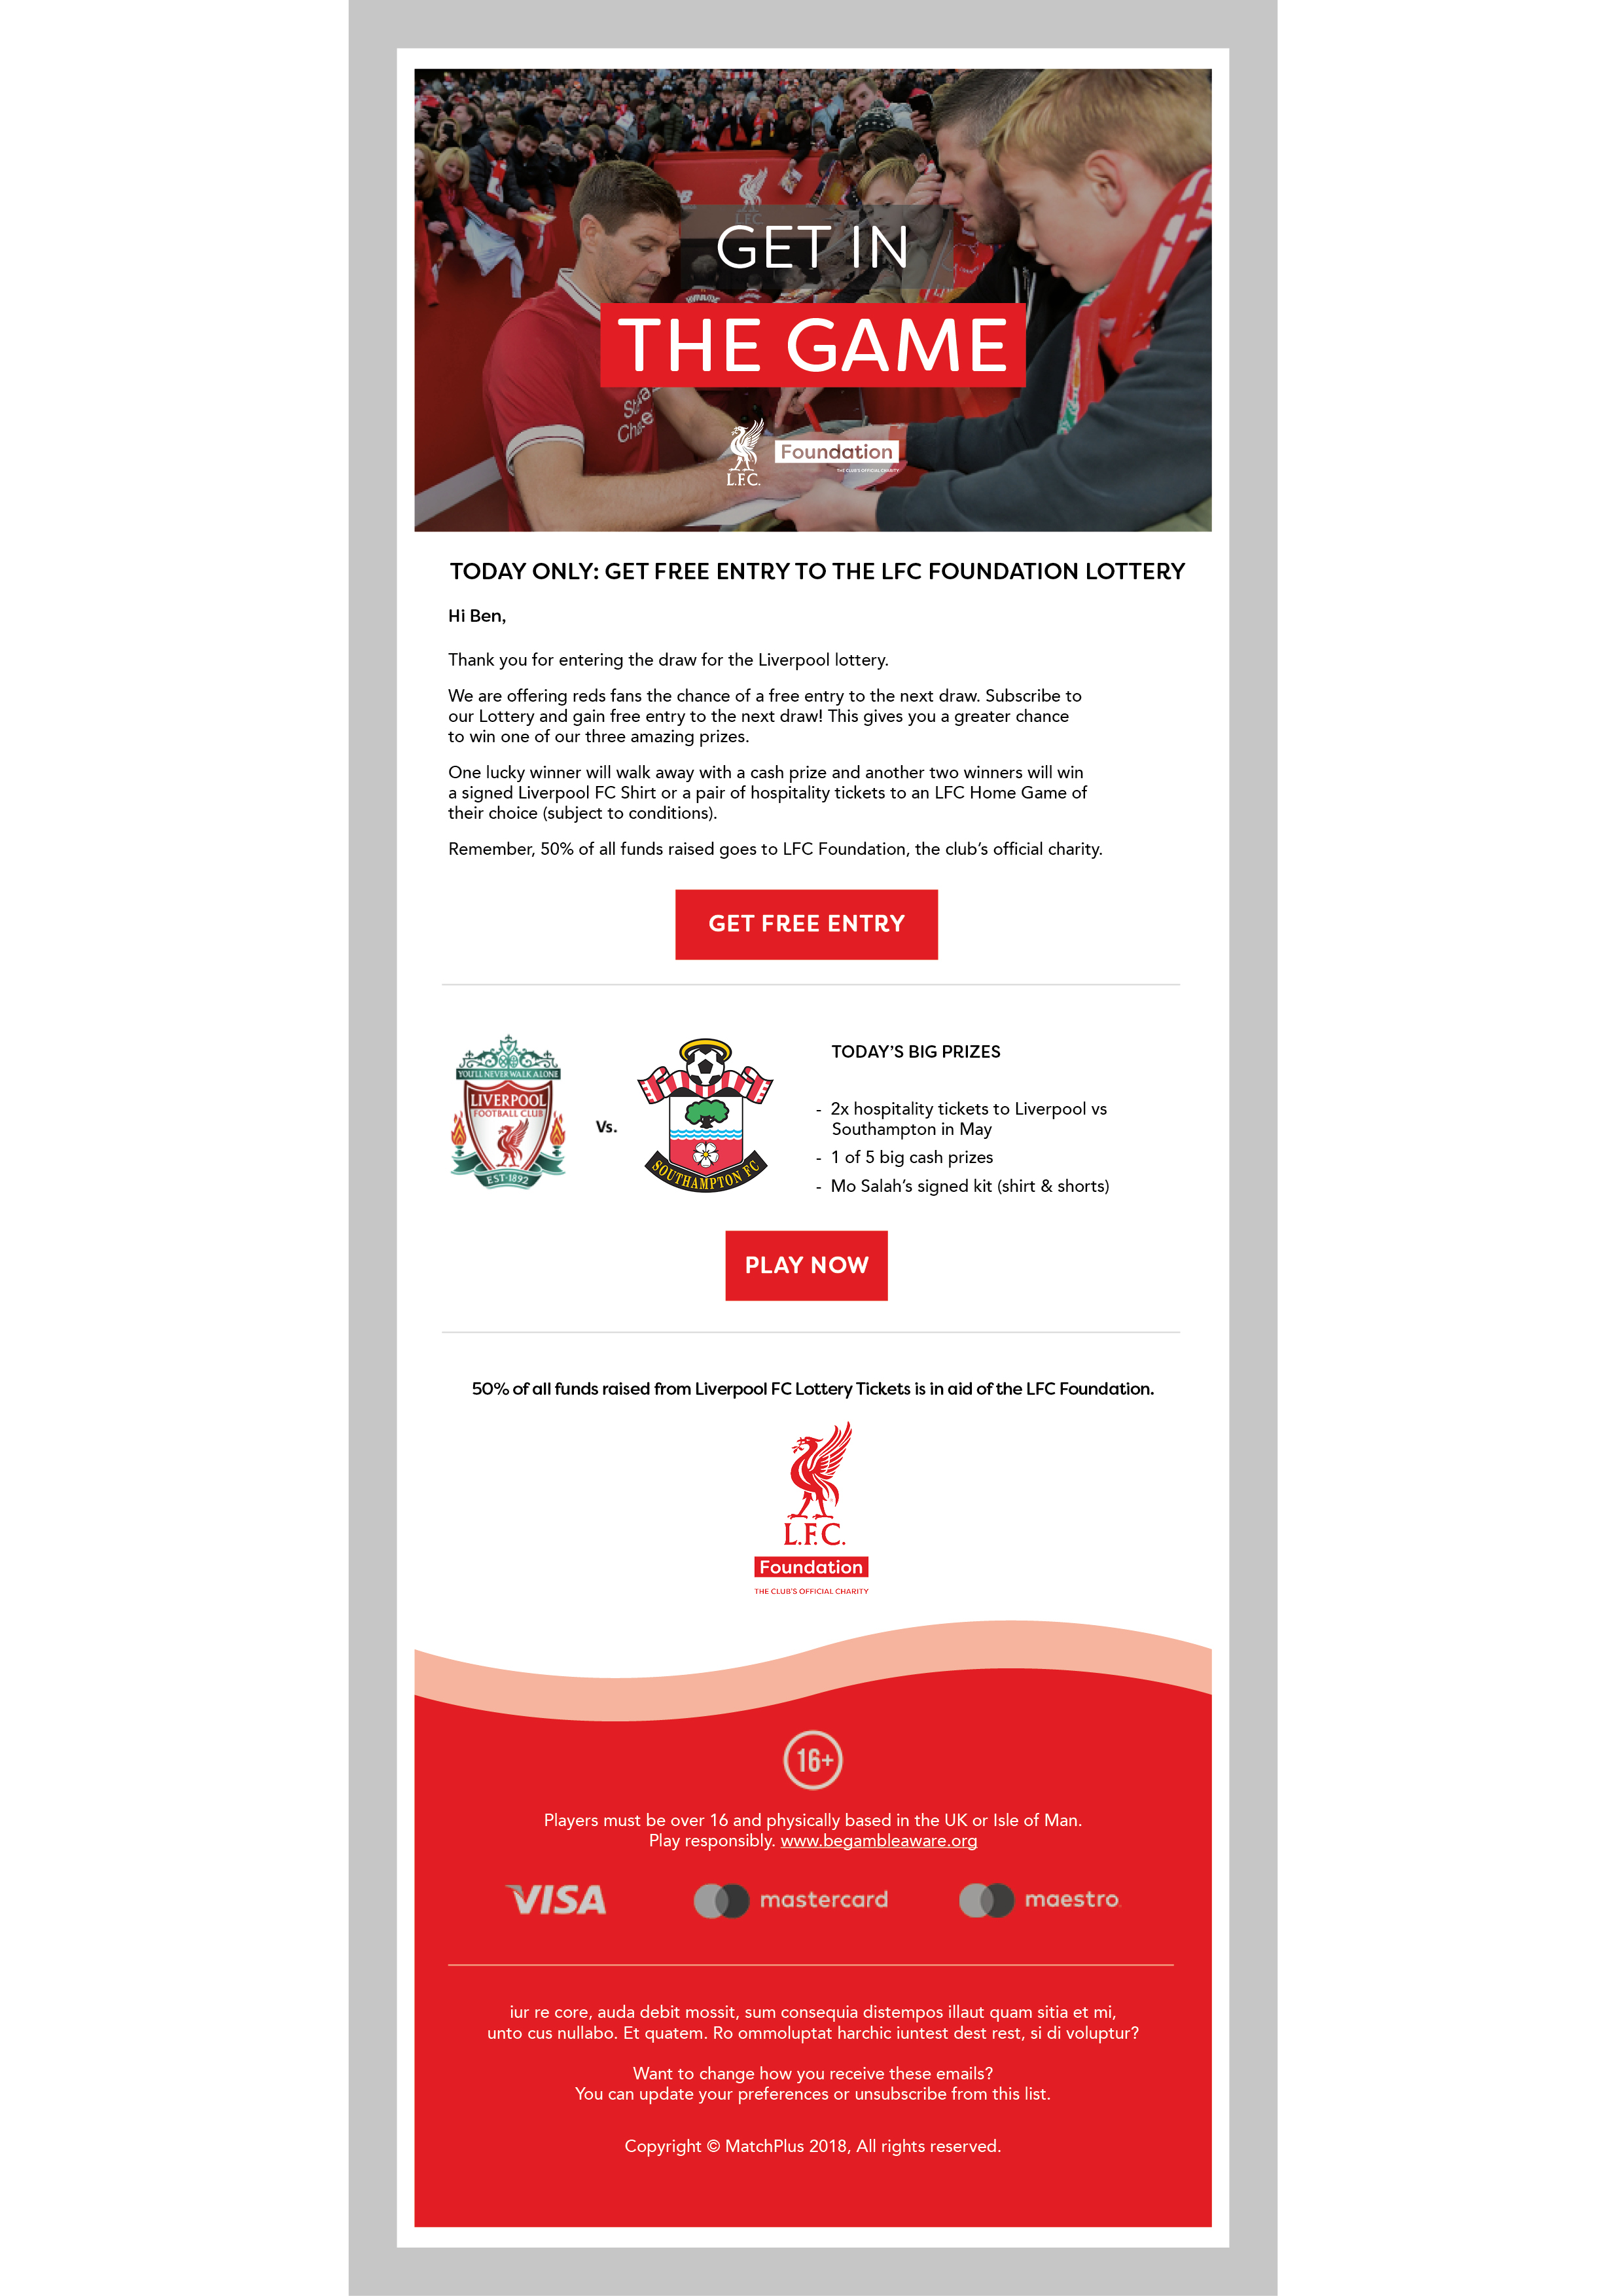 GET IN
THE GAME
L.F.C.
Foundation
THE CLUB'S OFFICIAL CHARITY
TODAY ONLY: GET FREE ENTRY TO THE LFC FOUNDATION LOTTERY
Hi Ben,
Thank you for entering the draw for the Liverpool lottery.
We are offering reds fans the chance of a free entry to the next draw. Subscribe to
our Lottery and gain free entry to the next draw! This gives you a greater chance
to win one of our three amazing prizes.
One lucky winner will walk away with a cash prize and another two winners will win
a signed Liverpool FC Shirt or a pair of hospitality tickets to an LFC Home Game of
their choice (subject to conditions).
Remember, 50% of all funds raised goes to LFC Foundation, the club’s official charity.
GET FREE ENTRY
YOU'LL NEVER WALK ALONE
LIVERPOOL
FOOTBALL CLUB
EST·1892
Vs.
SOUTHAMPTON FC
TODAY’S BIG PRIZES
- 2x hospitality tickets to Liverpool vs
Southampton in May
- 1 of 5 big cash prizes
- Mo Salah’s signed kit (shirt & shorts)
PLAY NOW
50% of all funds raised from Liverpool FC Lottery Tickets is in aid of the LFC Foundation.
L.F.C.
Foundation
THE CLUB'S OFFICIAL CHARITY
16+
Players must be over 16 and physically based in the UK or Isle of Man.
Play responsibly. www.begambleaware.org
VISA
mastercard
maestro
iur re core, auda debit mossit, sum consequia distempos illaut quam sitia et mi,
unto cus nullabo. Et quatem. Ro ommoluptat harchic iuntest dest rest, si di voluptur?
Want to change how you receive these emails?
You can update your preferences or unsubscribe from this list.
Copyright © MatchPlus 2018, All rights reserved.